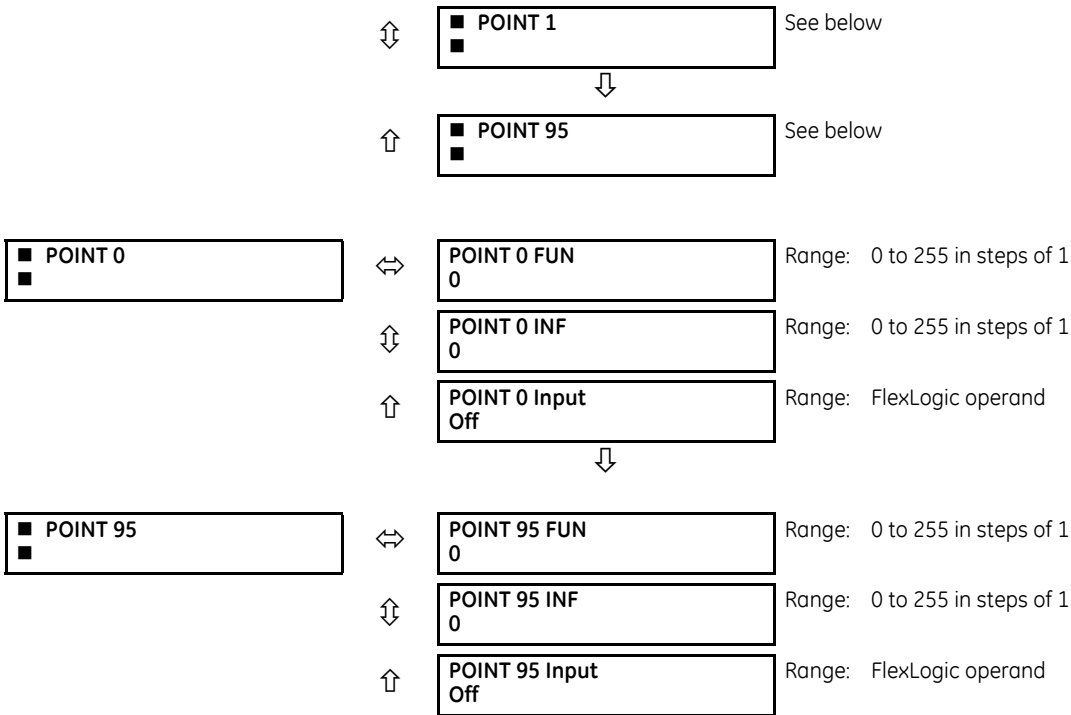 ■ POINT 1
■
See below
■ POINT 95
■
See below
■ POINT 0
■
POINT 0 FUN
0
Range: 0 to 255 in steps of 1
POINT 0 INF
0
Range: 0 to 255 in steps of 1
POINT 0 Input
Off
Range: FlexLogic operand
■ POINT 95
■
POINT 95 FUN
0
Range: 0 to 255 in steps of 1
POINT 95 INF
0
Range: 0 to 255 in steps of 1
POINT 95 Input
Off
Range: FlexLogic operand